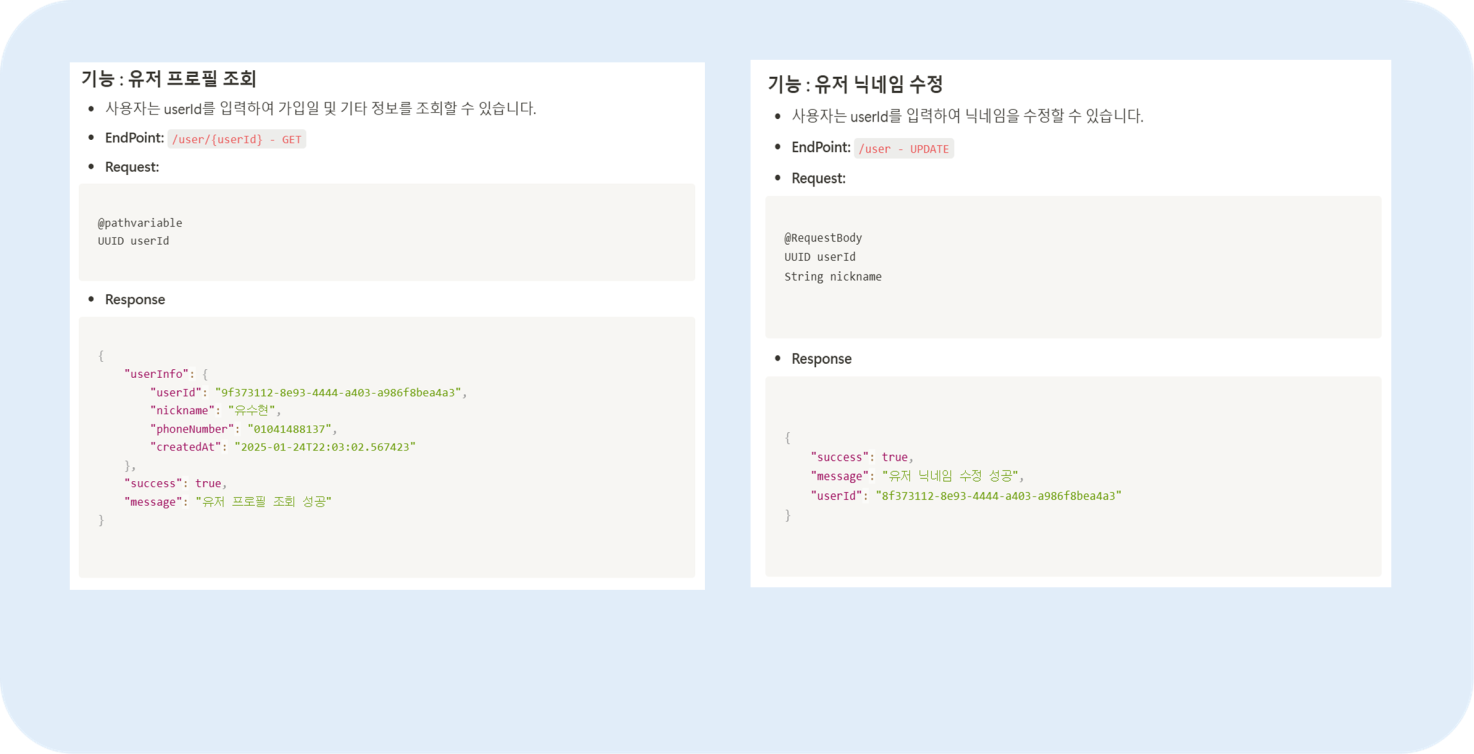 기능 : 유저 프로필 조회
• 사용자는 userId를 입력하여 가입일 및 기타 정보를 조회할 수 있습니다.
• EndPoint: /user/{userId} - GET
• Request:
@pathvariable
UUID userId
• Response
{
    "userInfo": {
        "userId": "9f373112-8e93-4444-a403-a986f8bea4a3",
        "nickname": "유수현",
        "phoneNumber": "01041488137",
        "createdAt": "2025-01-24T22:03:02.567423"
    },
    "success": true,
    "message": "유저 프로필 조회 성공"
}
기능 : 유저 닉네임 수정
• 사용자는 userId를 입력하여 닉네임을 수정할 수 있습니다.
• EndPoint: /user - UPDATE
• Request:
@RequestBody
UUID userId
String nickname
• Response
{
    "success": true,
    "message": "유저 닉네임 수정 성공",
    "userId": "8f373112-8e93-4444-a403-a986f8bea4a3"
}